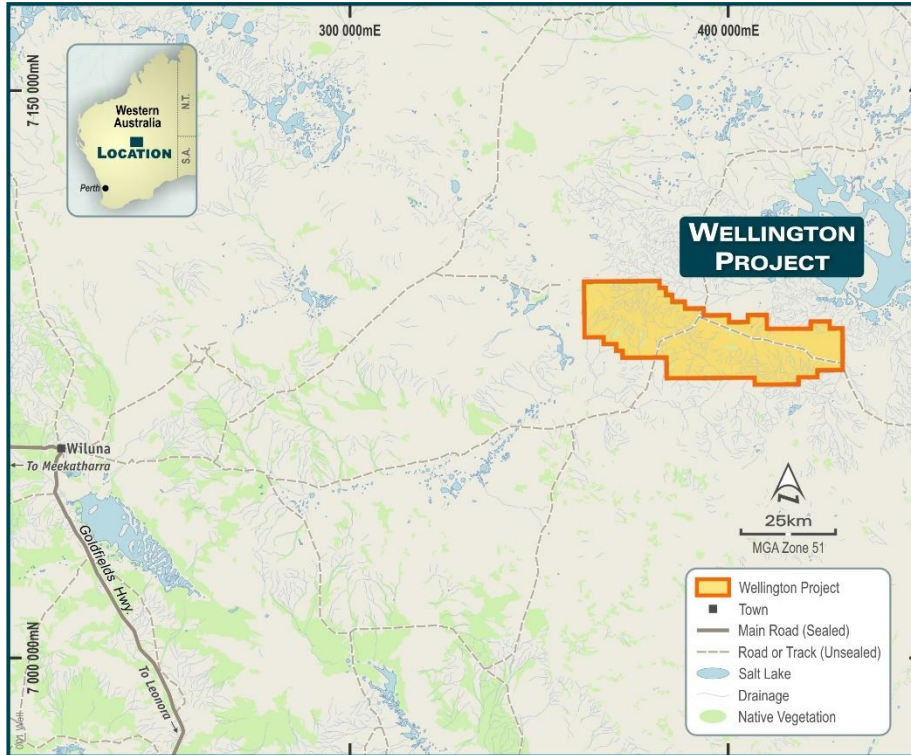 300 000mE
400 000mE
7 150 000mN
Western
Australia
N.T.
LOCATION
S.A.
Perth
WELLINGTON
PROJECT
Wiluna
To Meekatharra
Goldfields Hwy.
To Leonora
7 000 000mN
25km
MGA Zone 51
Wellington Project
Town
Main Road (Sealed)
Road or Track (Unsealed)
Salt Lake
Drainage
Native Vegetation
001_Well